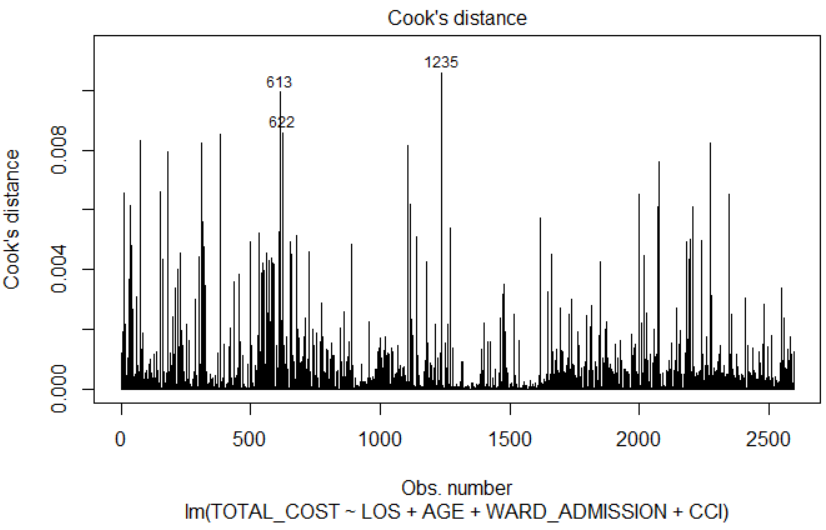 Cook's distance
1235
613
622
0.008
0.004
0.000
Cook's distance
0 500 1000 1500 2000 2500
Obs. number
lm(TOTAL_COST ~ LOS + AGE + WARD_ADMISSION + CCI)